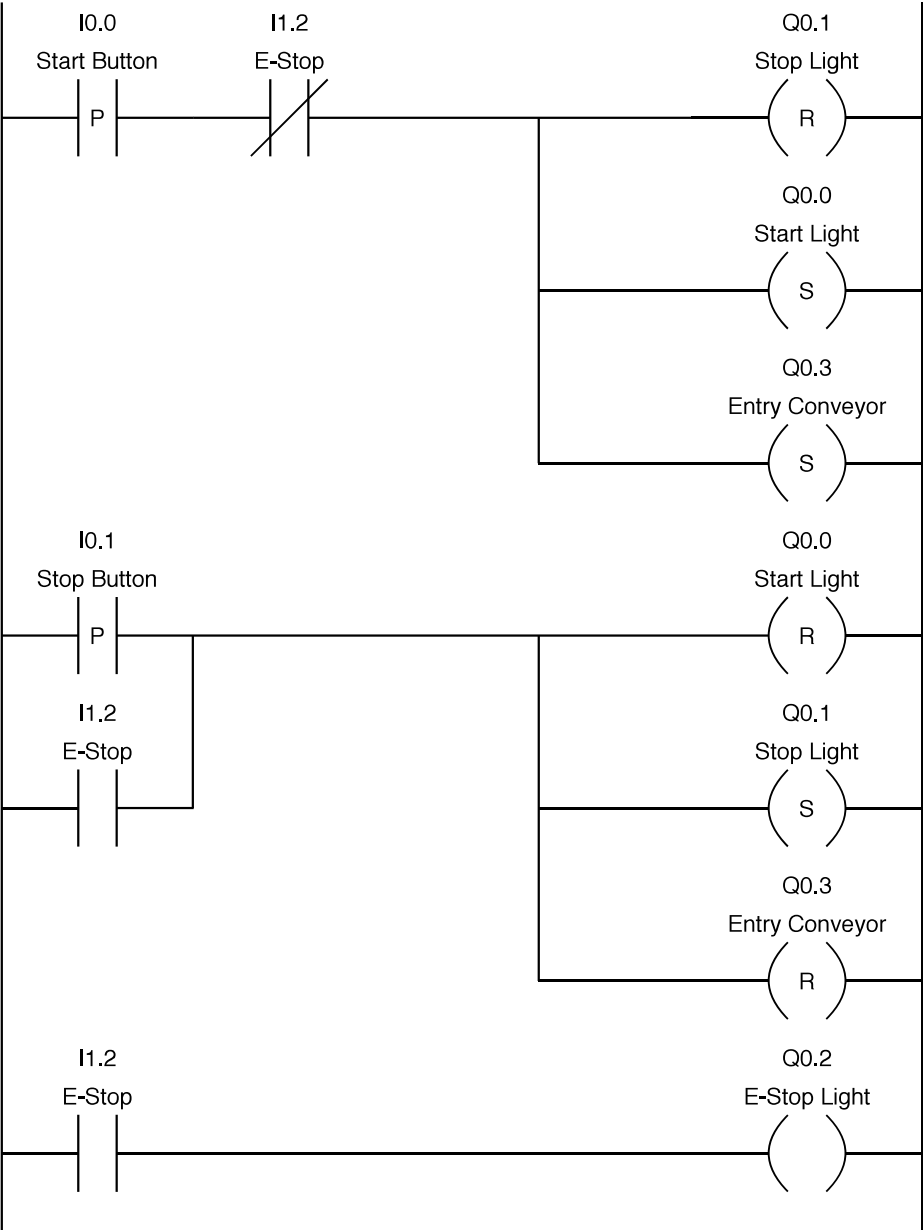 I0.0 I1.2 Q0.1
Start Button E-Stop Stop Light
P R
Q0.0
Start Light
S
Q0.3
Entry Conveyor
S
I0.1 Q0.0
Stop Button Start Light
P R
I1.2 Q0.1
E-Stop Stop Light
S
Q0.3
Entry Conveyor
R
I1.2 Q0.2
E-Stop E-Stop Light